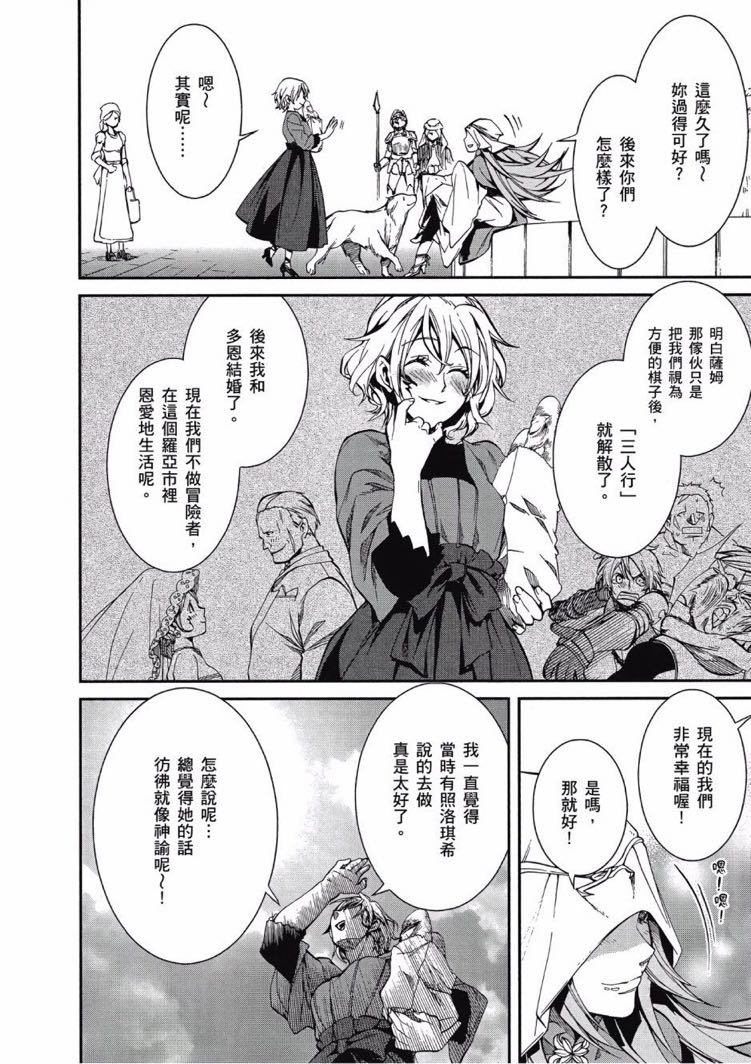 這麼久了嗎～
妳過得可好？
後來你們
怎麼樣了？
嗯～
其實呢……
明白薩姆
那傢伙只是
把我們視為
方便的棋子後，
「三人行」
就解散了。
後來我和
多恩結婚了。
現在我們不做冒險者，
在這個羅亞市裡
恩愛地生活呢。
現在的我們
非常幸福喔！
是嗎，
那就好！
嗯！嗯！
我一直覺得
當時有照洛琪希
說的去做
真是太好了。
怎麼說呢…
總覺得她的話
彷彿就像神諭呢～！